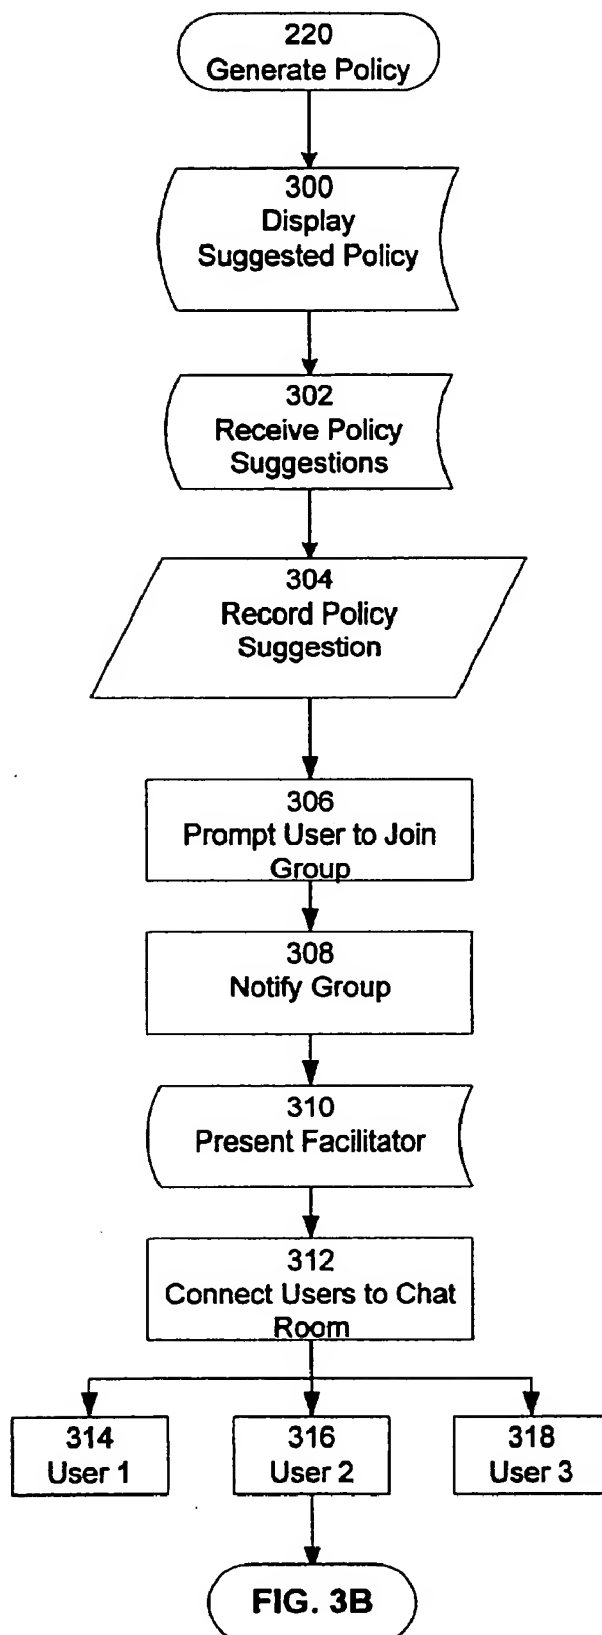 220
Generate Policy
300
Display
Suggested Policy
302
Receive Policy
Suggestions
304
Record Policy
Suggestion
306
Prompt User to Join
Group
308
Notify Group
310
Present Facilitator
312
Connect Users to Chat
Room
314
User 1
316
User 2
318
User 3
FIG. 3B